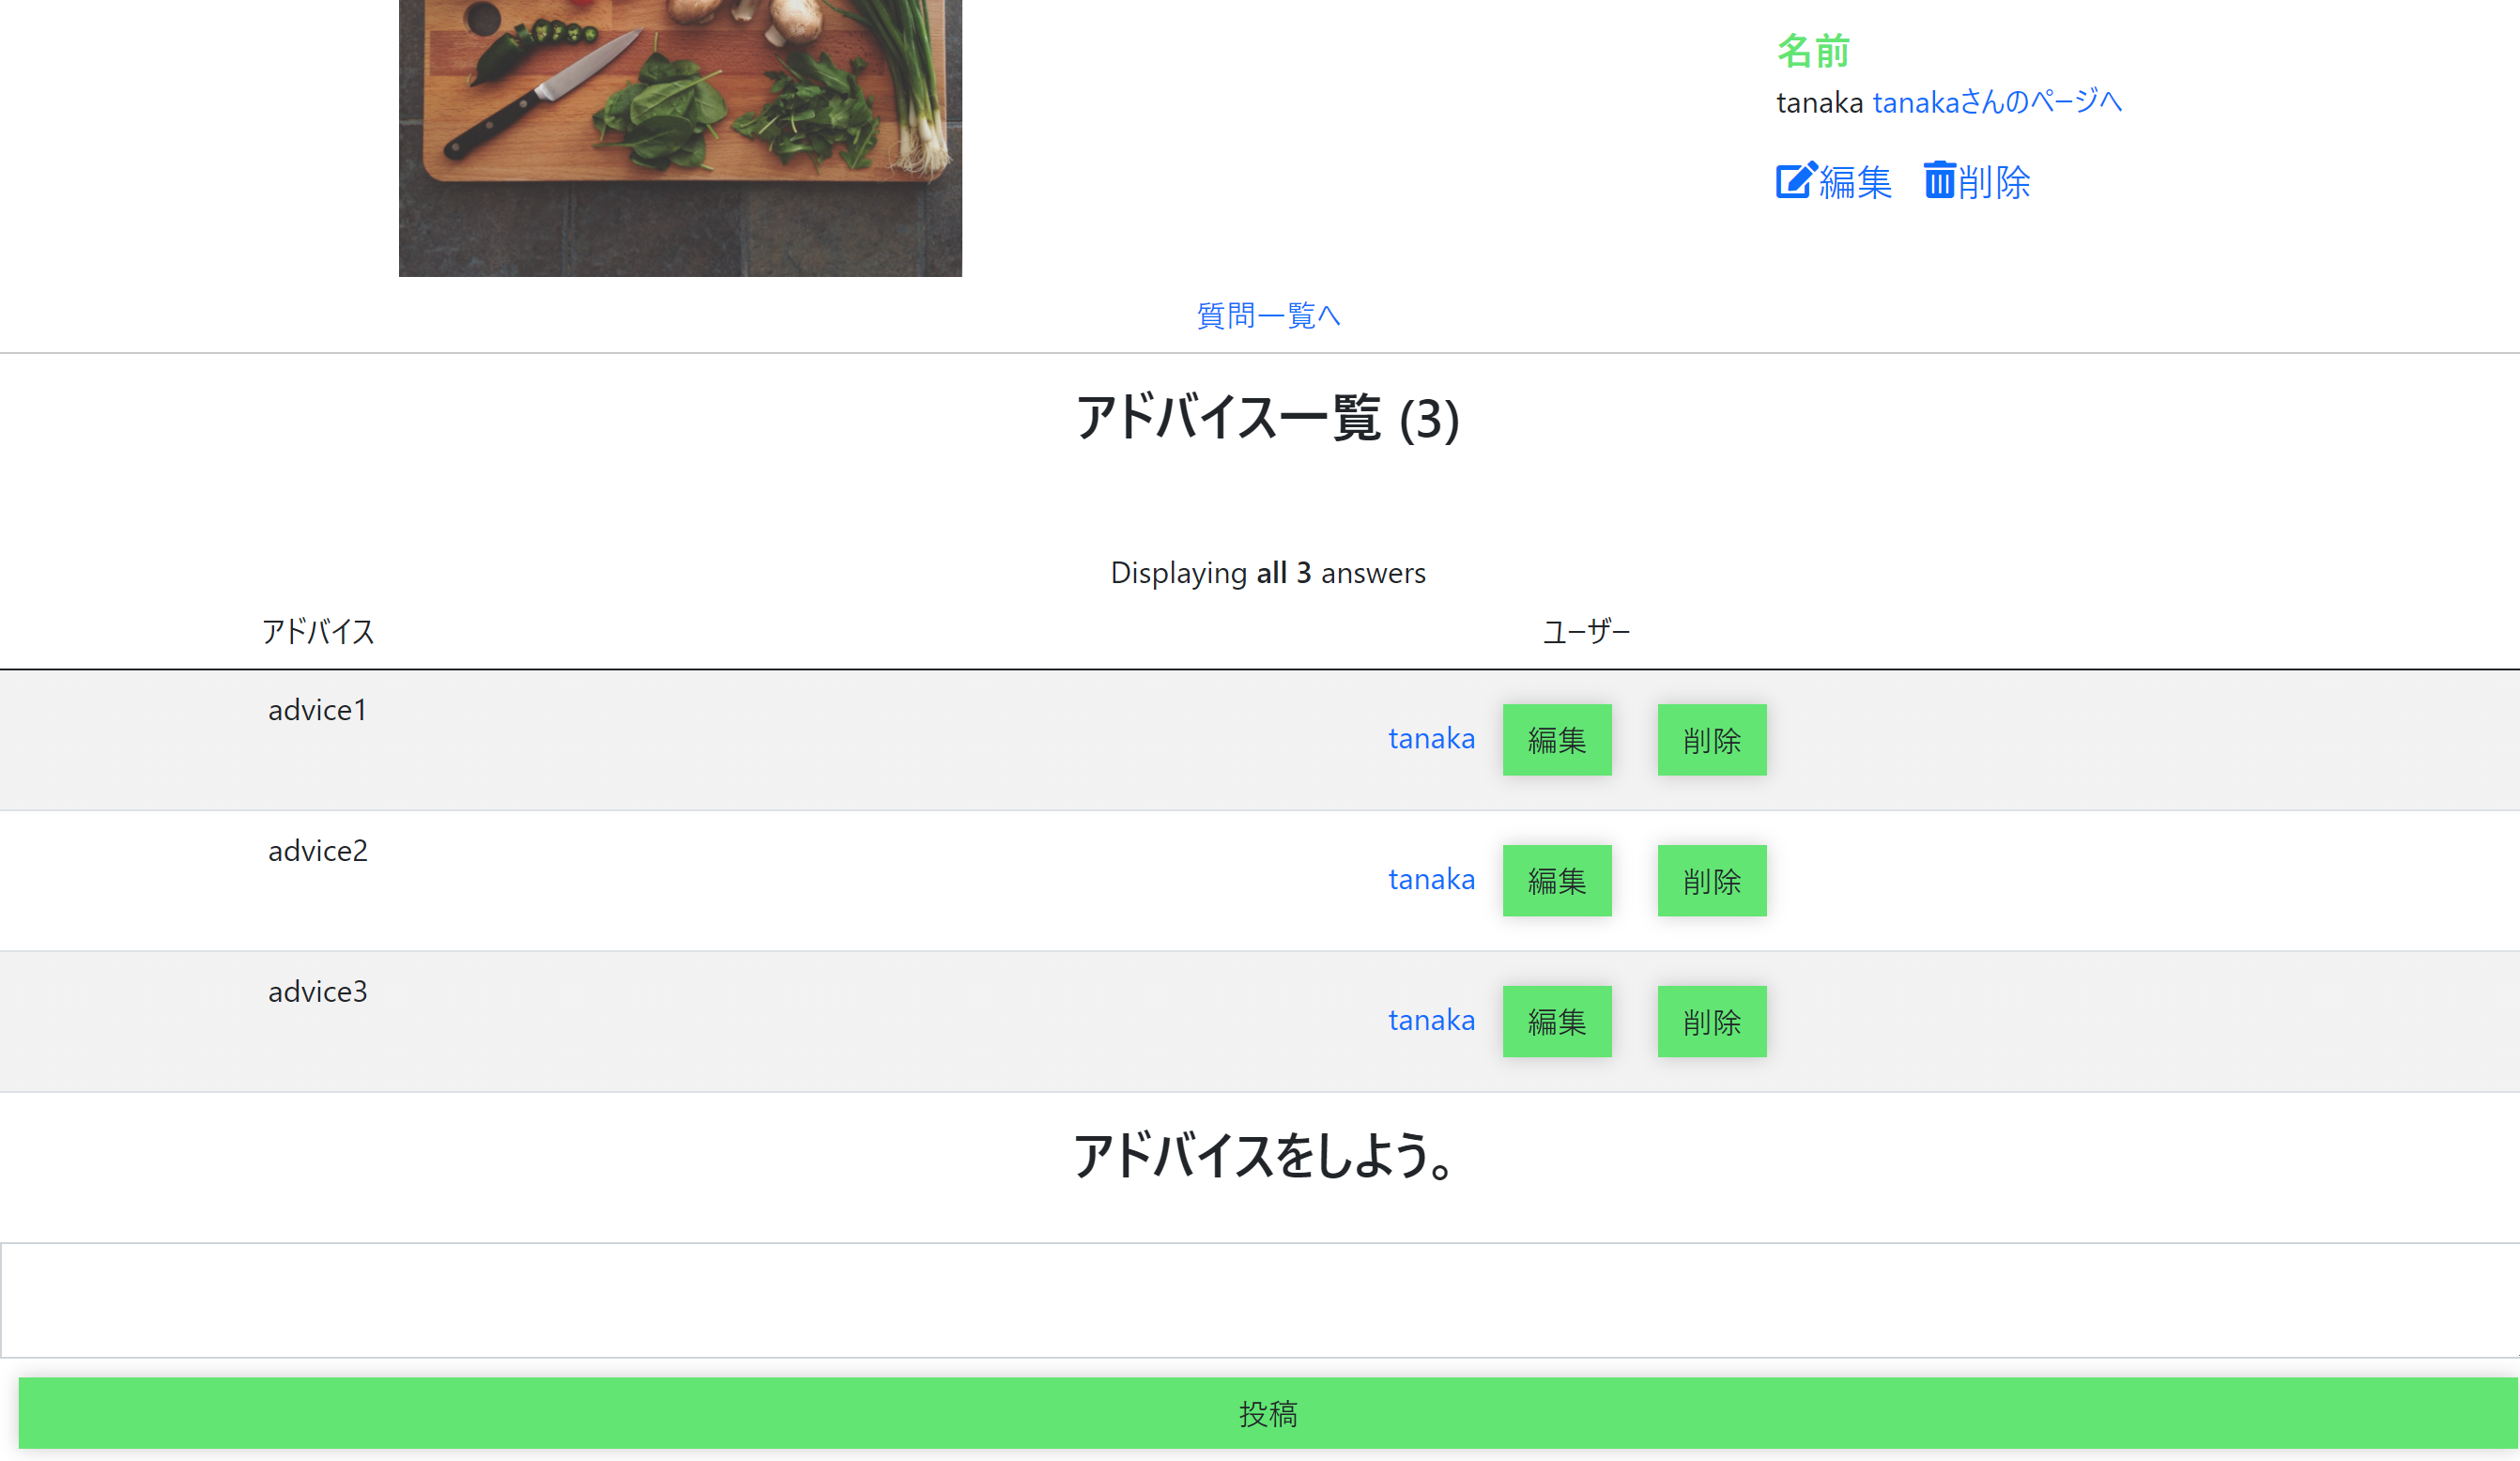 名前
tanaka tanakaさんのページへ
編集 削除
質問一覧へ
アドバイス一覧 (3)
Displaying all 3 answers
アドバイス ユーザー
advice1 tanaka 編集 削除
advice2 tanaka 編集 削除
advice3 tanaka 編集 削除
アドバイスをしよう。
投稿